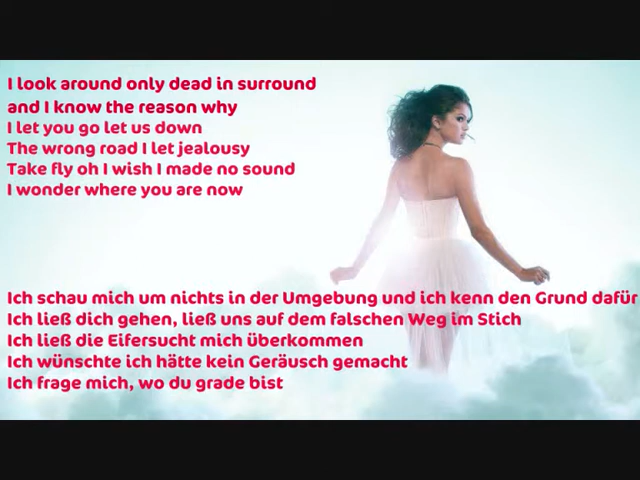 I look around only dead in surround
and I know the reason why
I let you go let us down
The wrong road I let jealousy
Take fly oh I wish I made no sound
I wonder where you are now
Ich schau mich um nichts in der Umgebung und ich kenn den Grund dafür
Ich ließ dich gehen, ließ uns auf dem falschen Weg im Stich
Ich ließ die Eifersucht mich überkommen
Ich wünschte ich hätte kein Geräusch gemacht
Ich frage mich, wo du grade bist